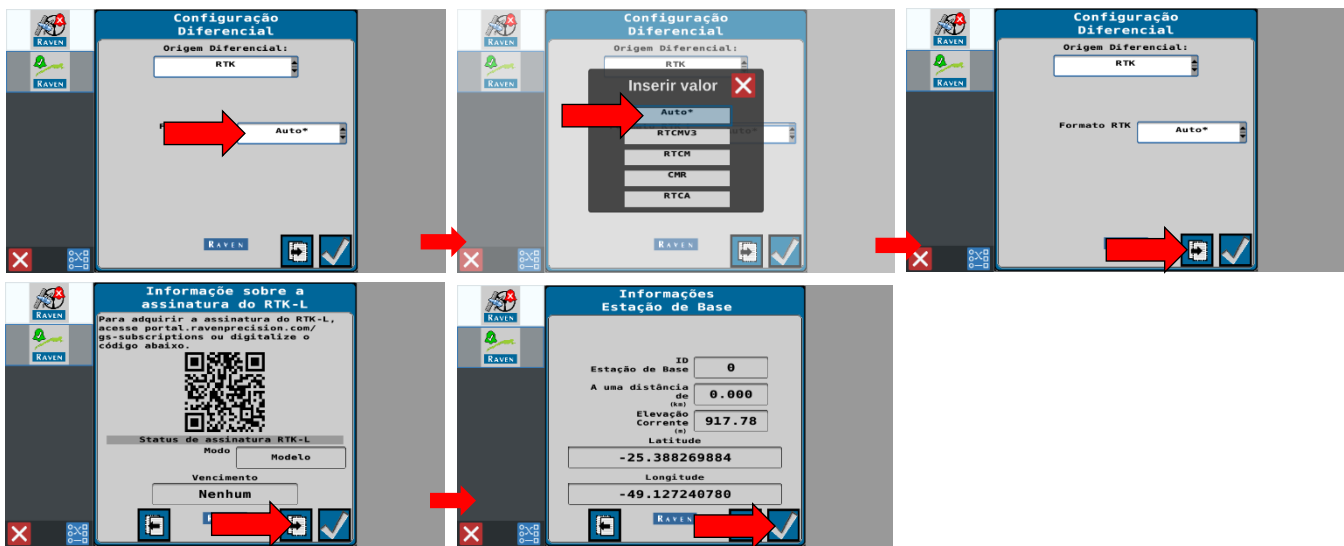 RAVEN
RAVEN
Configuração
Diferencial
Origem Diferencial:
RTK
Auto*
RAVEN
RAVEN
RAVEN
Configuração
Diferencial
Origem Diferencial:
RTK
Inserir valor
Auto*
RTCMV3
RTCM
CMR
RTCA
RAVEN
RAVEN
RAVEN
Configuração
Diferencial
Origem Diferencial:
RTK
Formato RTK
Auto*
RAVEN
RAVEN
Informaçõe sobre a
assinatura do RTK-L
Para adquirir a assinatura do RTK-L,
acesse portal.ravenprecision.com/
gs-subscriptions ou digitalize o
código abaixo.
Status de assinatura RTK-L
Modo
Modelo
Vencimento
Nenhum
RAVEN
RAVEN
Informações
Estação de Base
ID
Estação de Base
0
A uma distância
de
(km)
0.000
Elevação
Corrente
(m)
917.78
Latitude
-25.388269884
Longitude
-49.127240780
RAVEN